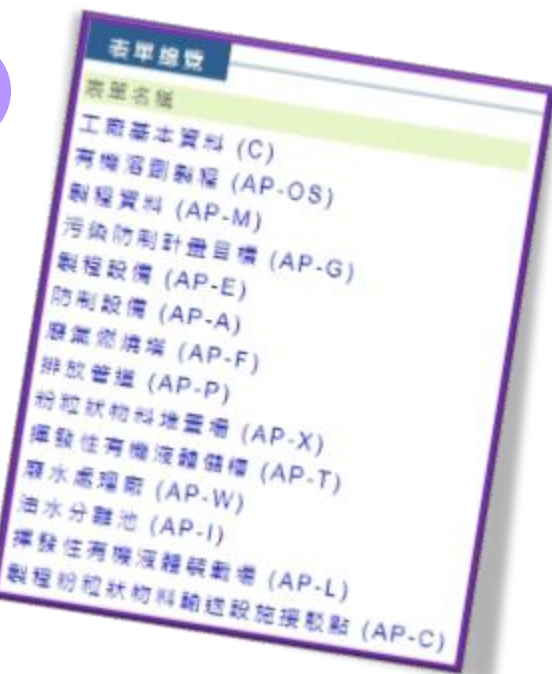 表單總覽
表單名稱
工廠基本資料 (C)
有機溶劑製程 (AP-OS)
製程資料 (AP-M)
污染防制計畫目標 (AP-G)
製程設備 (AP-E)
防制設備 (AP-A)
廢氣燃燒塔 (AP-F)
排放管道 (AP-P)
粉粒狀物料堆置場 (AP-X)
揮發性有機液體儲槽 (AP-T)
廢水處理廠 (AP-W)
油水分離池 (AP-I)
揮發性有機液體裝載場 (AP-L)
製程粉粒狀物料輸送設施接駁點 (AP-C)